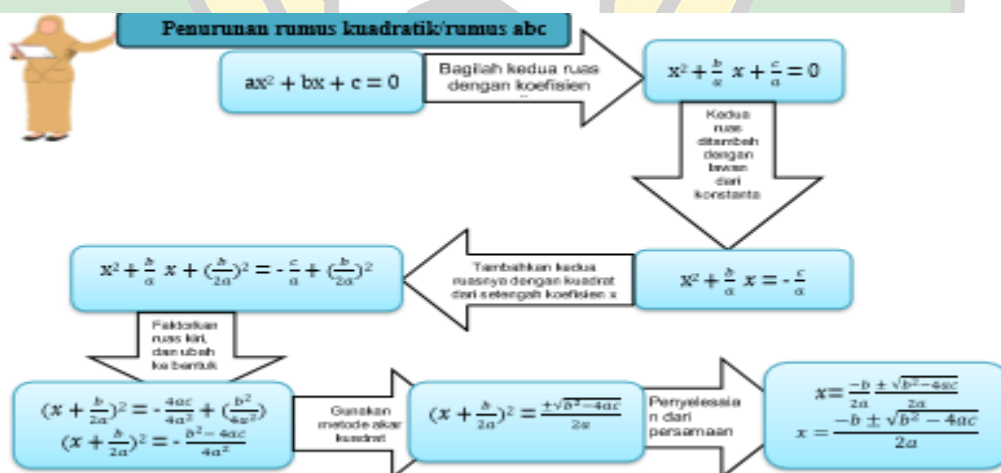 Penurunan rumus kuadratik/rumus abc
ax² + bx + c = 0
Bagilah kedua ruas
dengan koefisien
x² + b/a x + c/a = 0
Kedua
ruas
ditambah
dengan
lawan
dari
konstanta
x² + b/a x = - c/a
Tambahkan kedua
ruasnya dengan kuadrat
dari setengah koefisien x
x² + b/a x + (b/2a)² = - c/a + (b/2a)²
Faktorkan
ruas kiri,
dan ubah
ke bentuk
(x + b/2a)² = - 4ac/4a² + (b²/4a²)
(x + b/2a)² = - b² − 4ac/4a²
Gunakan
metode akar
kuadrat
(x + b/2a)² = ±√b²−4ac/2a
Penyelesaia
n dari
persamaan
x = -b/2a ± √b²−4ac/2a
x = −b ± √b² − 4ac/2a